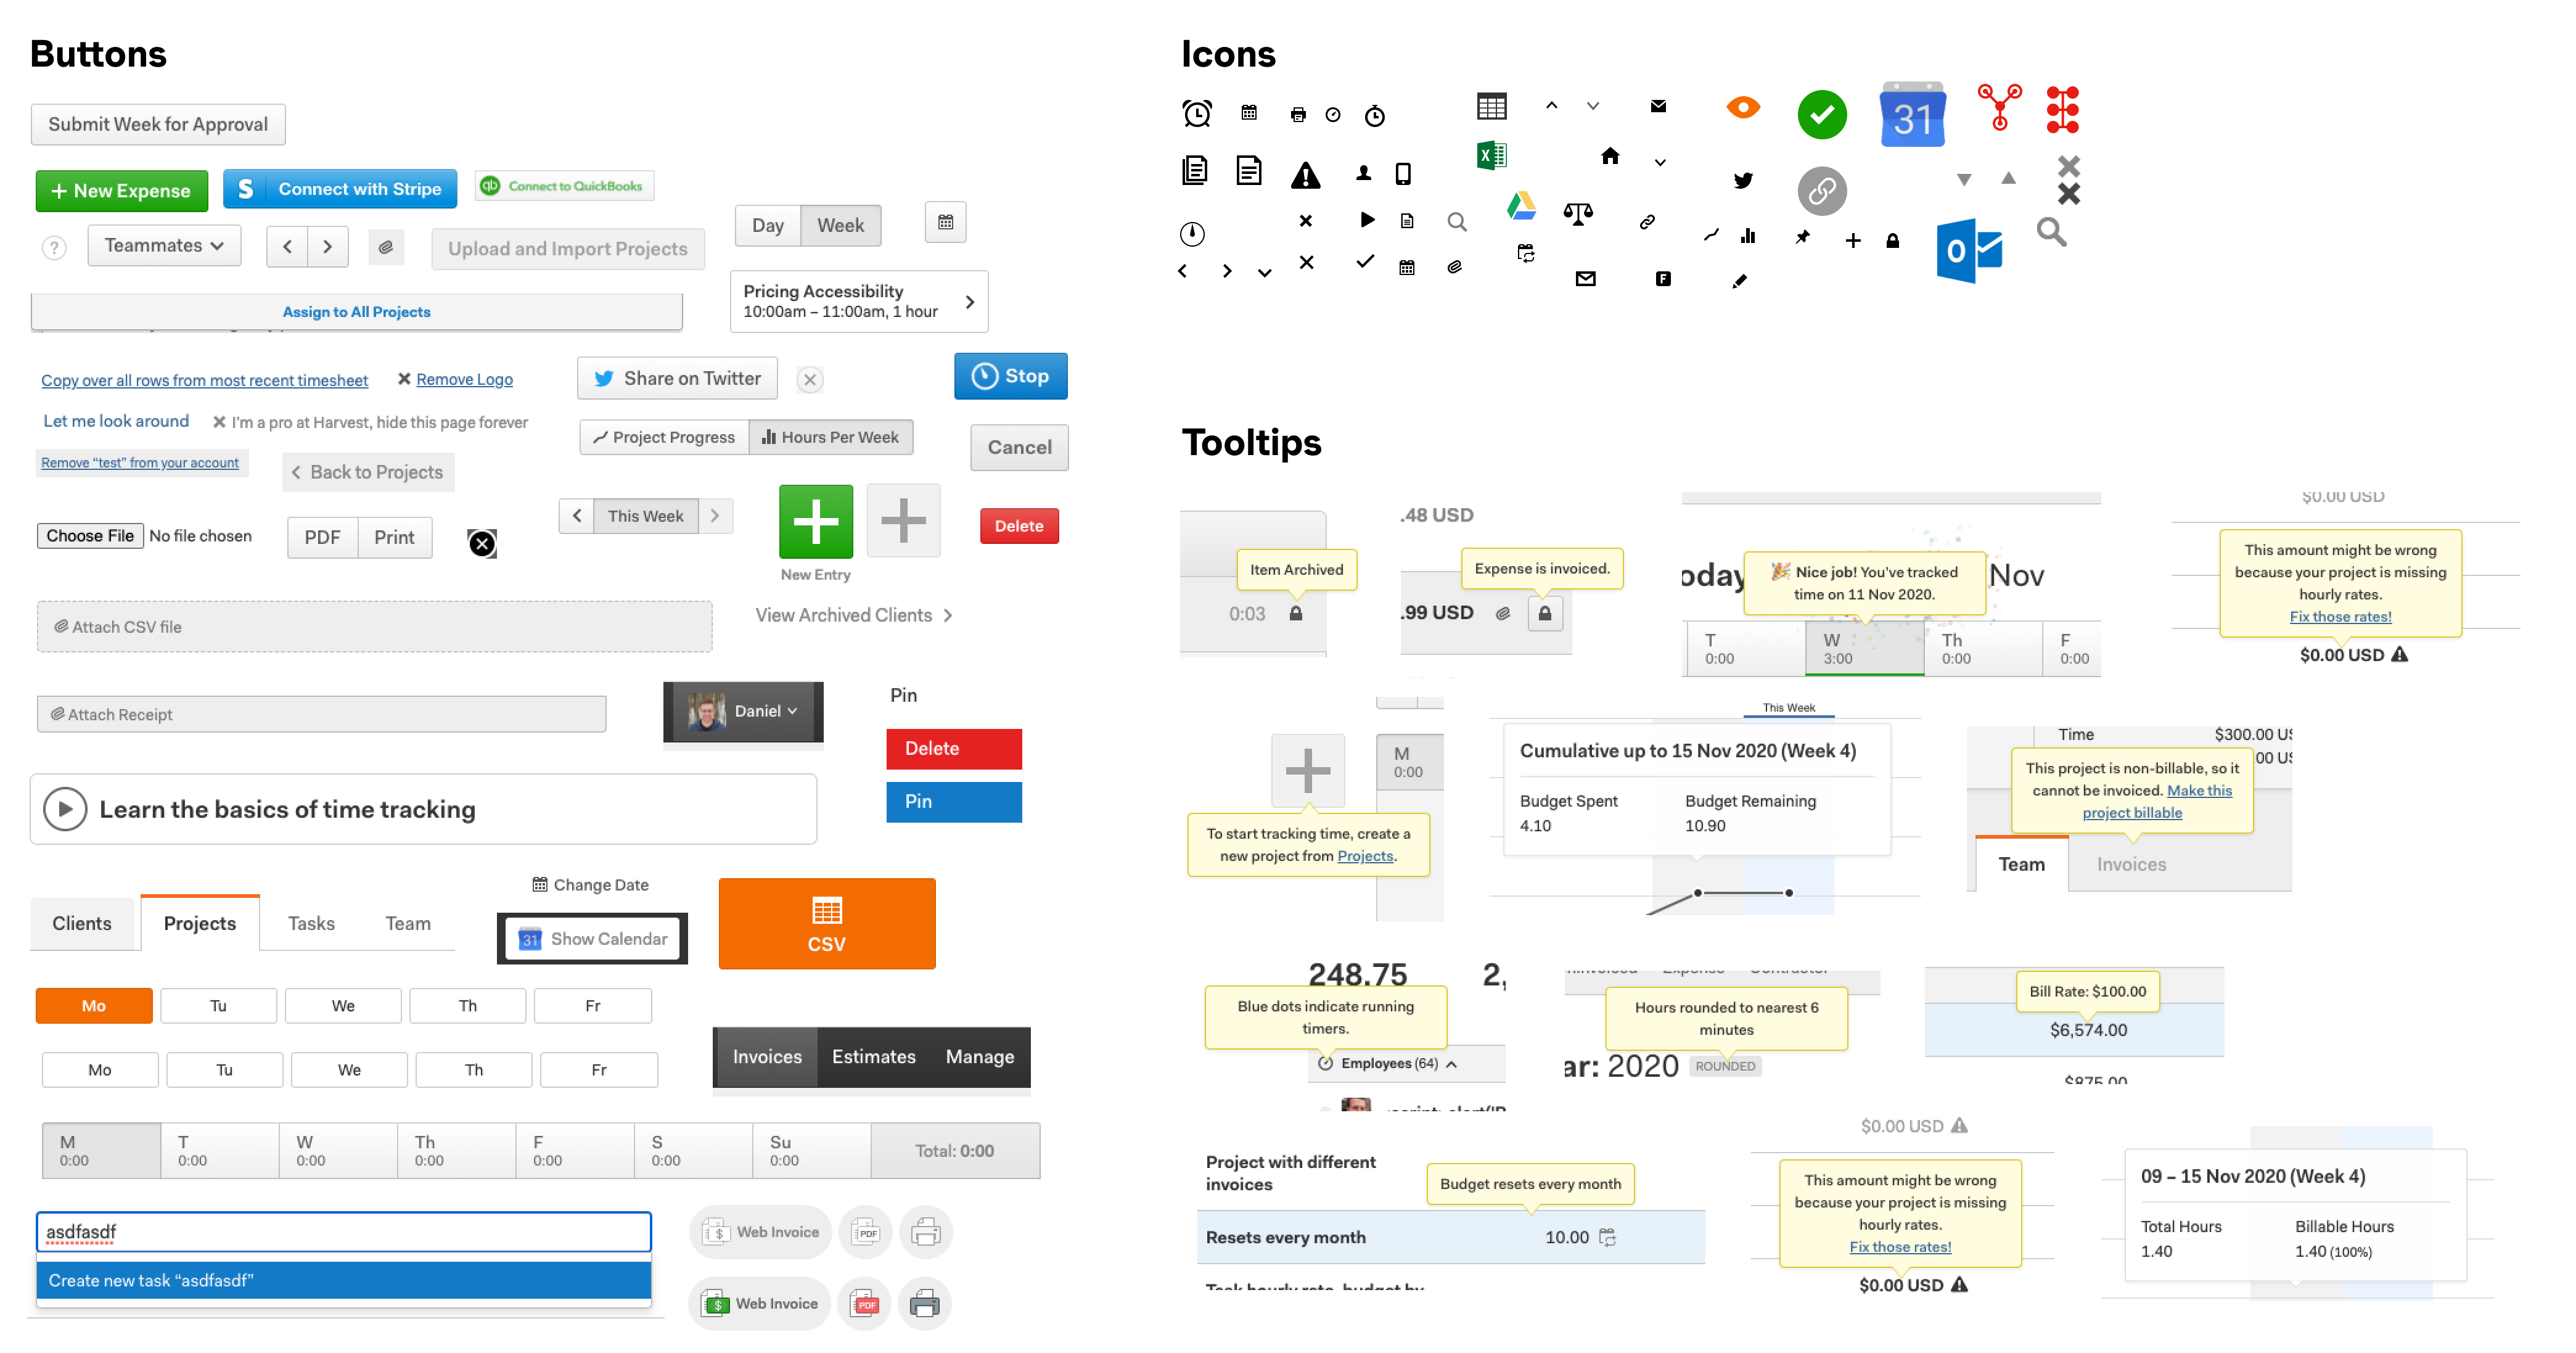 Buttons
Submit Week for Approval
+ New Expense
S Connect with Stripe
qb Connect to QuickBooks
Day
Week
?
Teammates
Upload and Import Projects
Pricing Accessibility
10:00am – 11:00am, 1 hour
Assign to All Projects
Copy over all rows from most recent timesheet
Remove Logo
Share on Twitter
Stop
Let me look around
I'm a pro at Harvest, hide this page forever
Project Progress
Hours Per Week
Cancel
Remove “test” from your account
Back to Projects
This Week
New Entry
Delete
Choose File No file chosen
PDF
Print
Attach CSV file
View Archived Clients
Attach Receipt
Daniel
Pin
Delete
Pin
Learn the basics of time tracking
Clients
Projects
Tasks
Team
Change Date
31 Show Calendar
CSV
Mo
Tu
We
Th
Fr
Mo
Tu
We
Th
Fr
Invoices
Estimates
Manage
M
0:00
T
0:00
W
0:00
Th
0:00
F
0:00
S
0:00
Su
0:00
Total: 0:00
asdfasdf
Create new task “asdfasdf”
$ Web Invoice
PDF
$ Web Invoice
PDF
Icons
31
X
F
O
Tooltips
Item Archived
0:03
.48 USD
Expense is invoiced.
.99 USD
oday
Nov
Nice job! You've tracked
time on 11 Nov 2020.
T
0:00
W
3:00
Th
0:00
F
0:00
$0.00 USD
This amount might be wrong
because your project is missing
hourly rates.
Fix those rates!
$0.00 USD
M
0:00
To start tracking time, create a
new project from Projects.
This Week
Cumulative up to 15 Nov 2020 (Week 4)
Budget Spent
4.10
Budget Remaining
10.90
Time
$300.00 US
00 US
This project is non-billable, so it
cannot be invoiced. Make this
project billable
Team
Invoices
248.75
2,
Blue dots indicate running
timers.
Employees (64)
Hours rounded to nearest 6
minutes
ar: 2020
ROUNDED
Bill Rate: $100.00
$6,574.00
$875.00
Project with different
invoices
Budget resets every month
Resets every month
10.00
$0.00 USD
This amount might be wrong
because your project is missing
hourly rates.
Fix those rates!
$0.00 USD
09 – 15 Nov 2020 (Week 4)
Total Hours
1.40
Billable Hours
1.40 (100%)